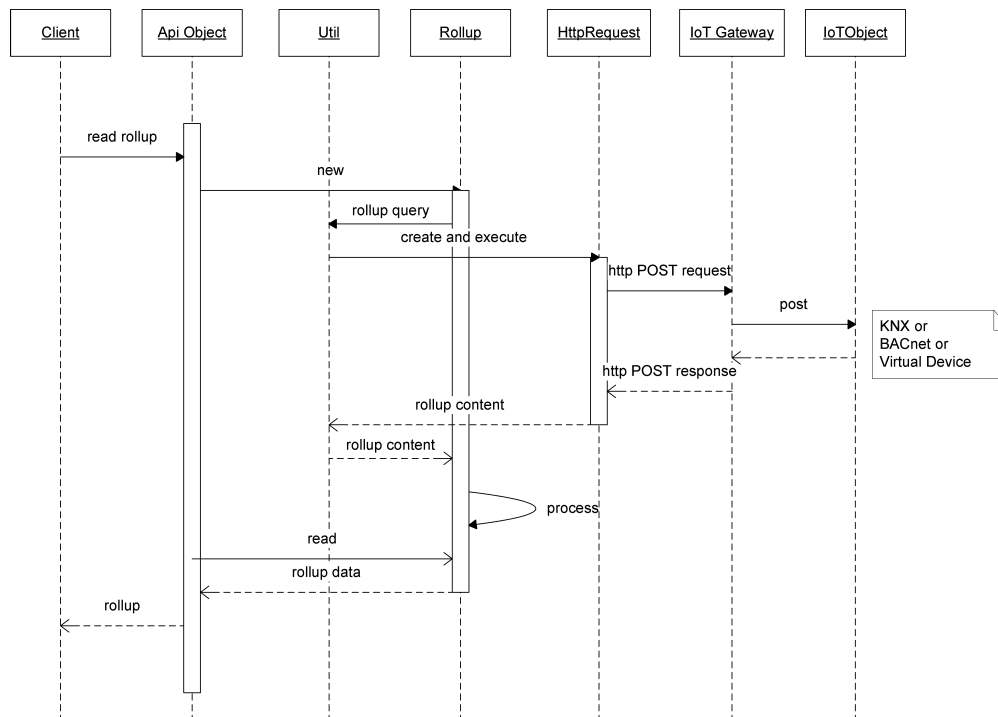 Client
Api Object
Util
Rollup
HttpRequest
IoT Gateway
IoTObject
read rollup
new
rollup query
create and execute
http POST request
post
KNX or
BACnet or
Virtual Device
http POST response
rollup content
rollup content
process
read
rollup data
rollup